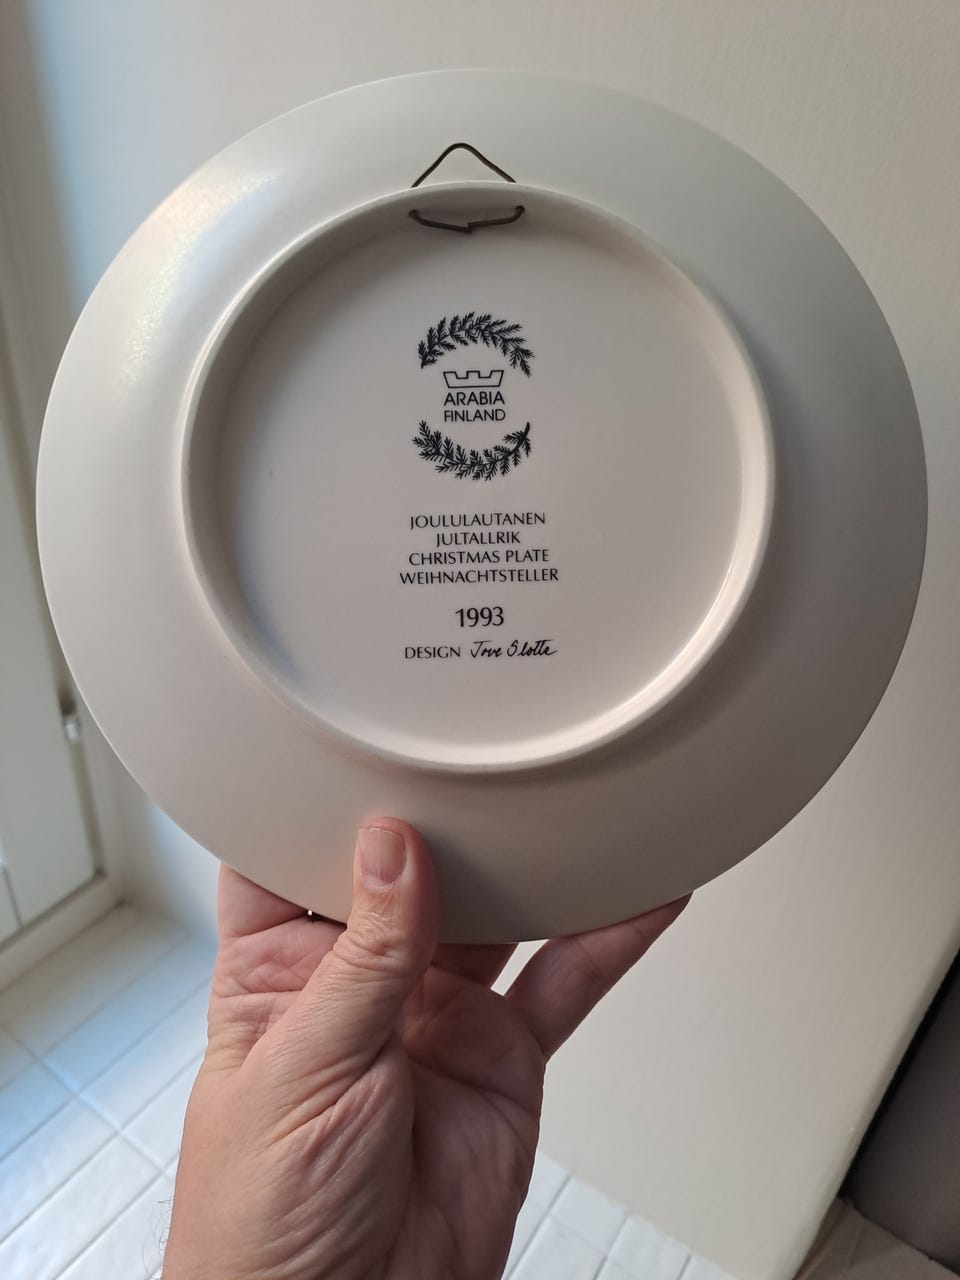 ARABIA
FINLAND
JOULULAUTANEN
JULTALLRIK
CHRISTMAS PLATE
WEIHNACHTSTELLER
1993
DESIGN Tove Slotte